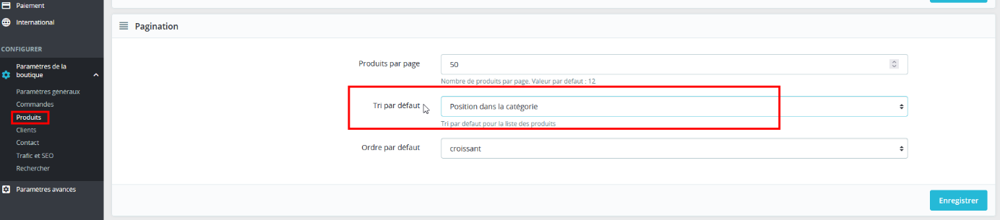 Paiement
International
CONFIGURER
Paramètres de la
boutique
Paramètres généraux
Commandes
Produits
Clients
Contact
Trafic et SEO
Rechercher
Paramètres avancés
Pagination
Produits par page
50
Nombre de produits par page. Valeur par défaut : 12
Tri par défaut
Position dans la catégorie
Tri par défaut pour la liste des produits
Ordre par défaut
croissant
Enregistrer